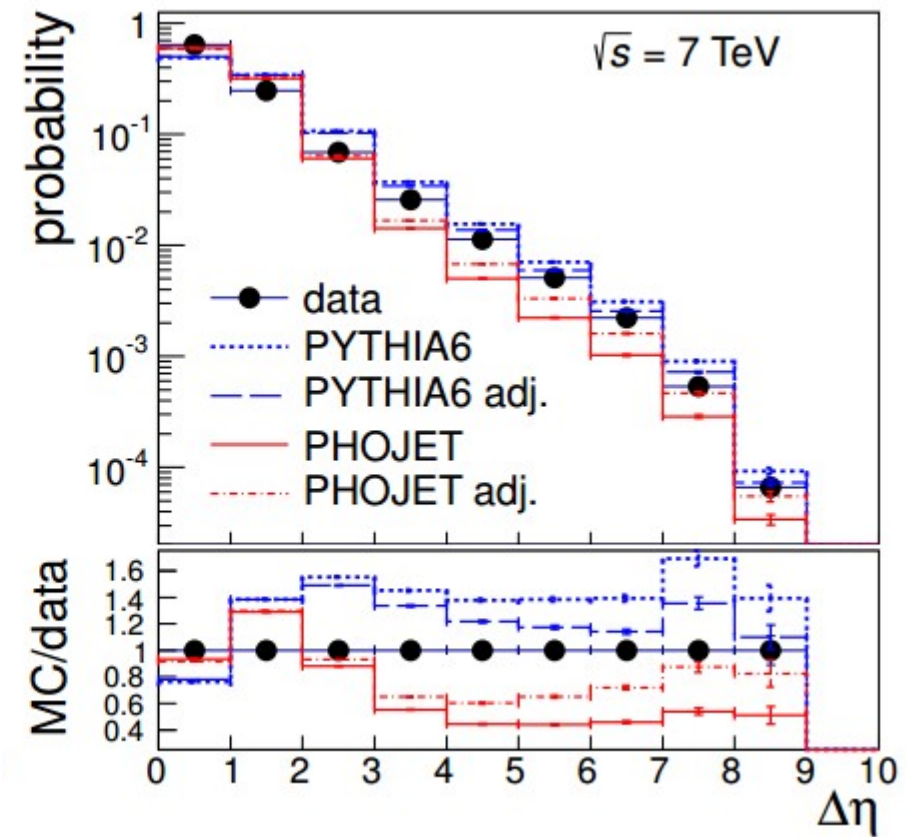 probability
1
10⁻¹
10⁻²
10⁻³
10⁻⁴
√s = 7 TeV
data
PYTHIA6
PYTHIA6 adj.
PHOJET
PHOJET adj.
MC/data
1.6
1.4
1.2
1
0.8
0.6
0.4
0 1 2 3 4 5 6 7 8 9 10
Δη